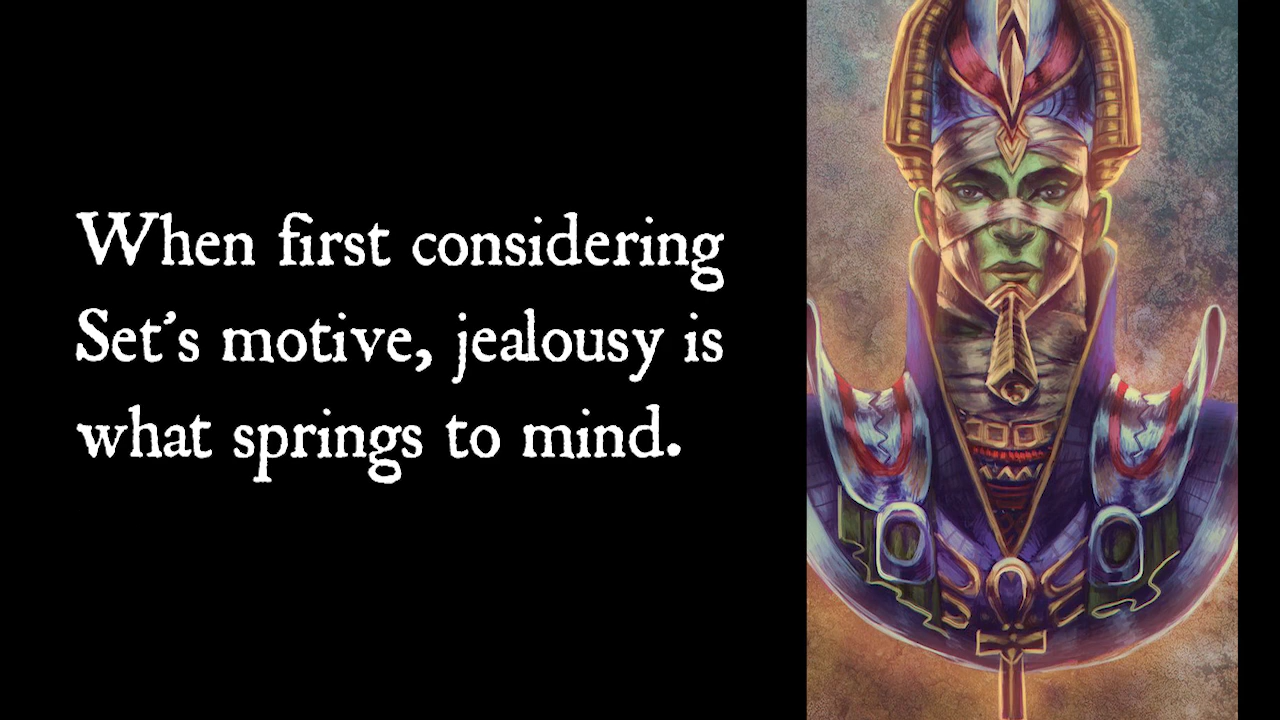 When first considering
Set's motive, jealousy is
what springs to mind.